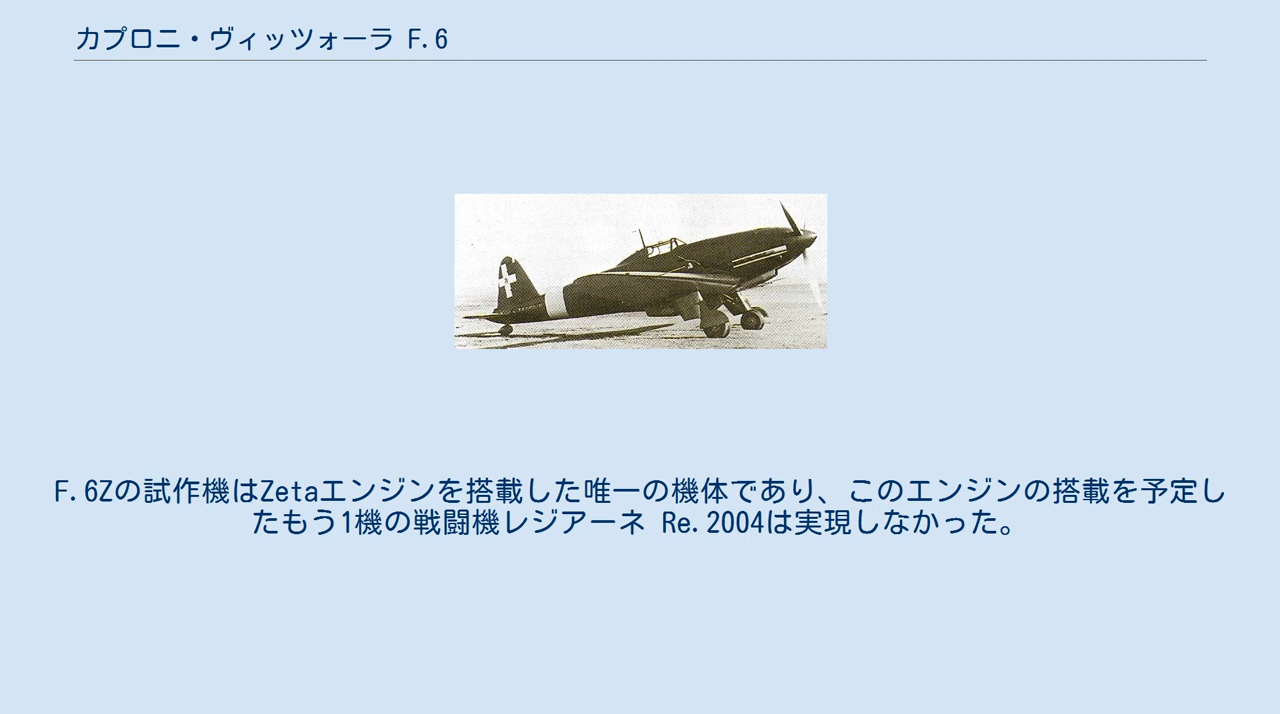 カプロニ・ヴィッツォーラ F.6
F.6Zの試作機はZetaエンジンを搭載した唯一の機体であり、このエンジンの搭載を予定し
たもう1機の戦闘機レジアーネ Re.2004は実現しなかった。